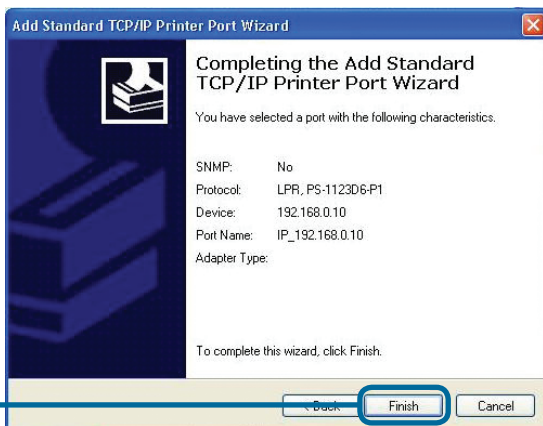 Add Standard TCP/IP Printer Port Wizard
Completing the Add Standard
TCP/IP Printer Port Wizard
You have selected a port with the following characteristics.
SNMP: No
Protocol: LPR, PS-1123D6-P1
Device: 192.168.0.10
Port Name: IP_192.168.0.10
Adapter Type:
To complete this wizard, click Finish.
< Back Finish Cancel